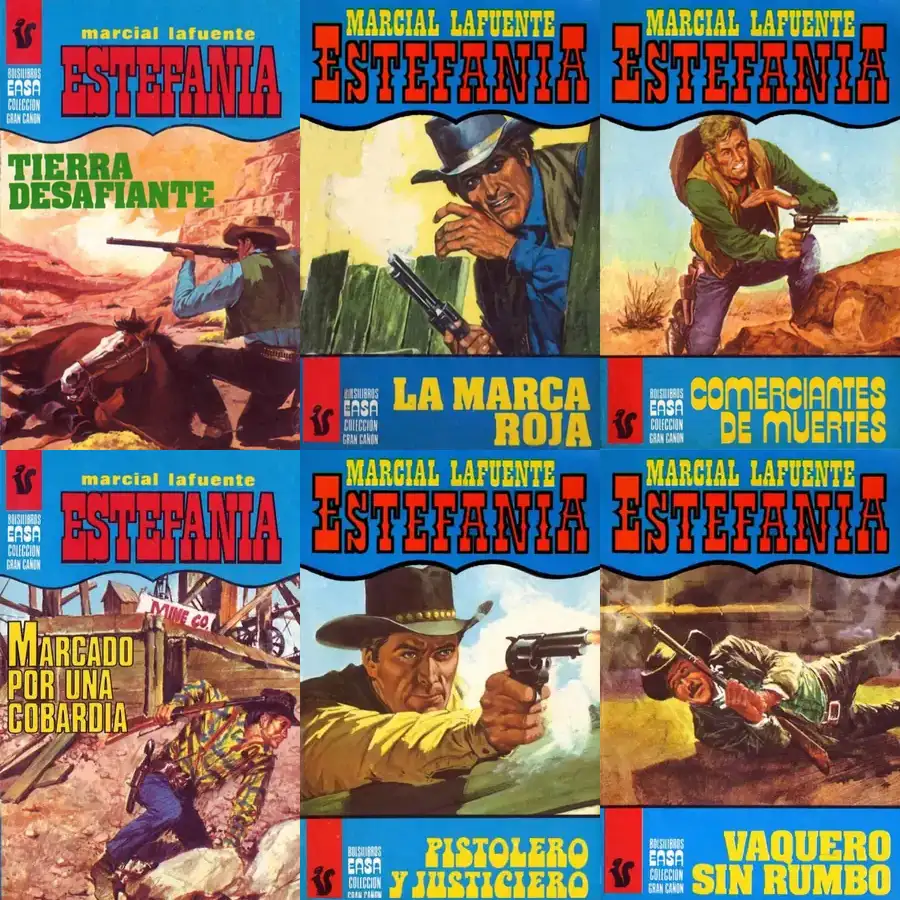 marcial lafuente
ESTEFANIA
BOLSILIBROS
EASA
COLECCION
GRAN CAÑON
TIERRA
DESAFIANTE
MARCIAL LAFUENTE
ESTEFANIA
BOLSILIBROS
EASA
COLECCION
GRAN CAÑON
LA MARCA
ROJA
MARCIAL LAFUENTE
ESTEFANIA
BOLSILIBROS
EASA
COLECCION
GRAN CAÑON
COMERCIANTES
DE MUERTES
marcial lafuente
ESTEFANIA
BOLSILIBROS
EASA
COLECCION
GRAN CAÑON
MINE CO.
MARCADO
POR UNA
COBARDIA
MARCIAL LAFUENTE
ESTEFANIA
BOLSILIBROS
EASA
COLECCION
GRAN CAÑON
PISTOLERO
Y JUSTICIERO
MARCIAL LAFUENTE
ESTEFANIA
BOLSILIBROS
EASA
COLECCION
GRAN CAÑON
VAQUERO
SIN RUMBO